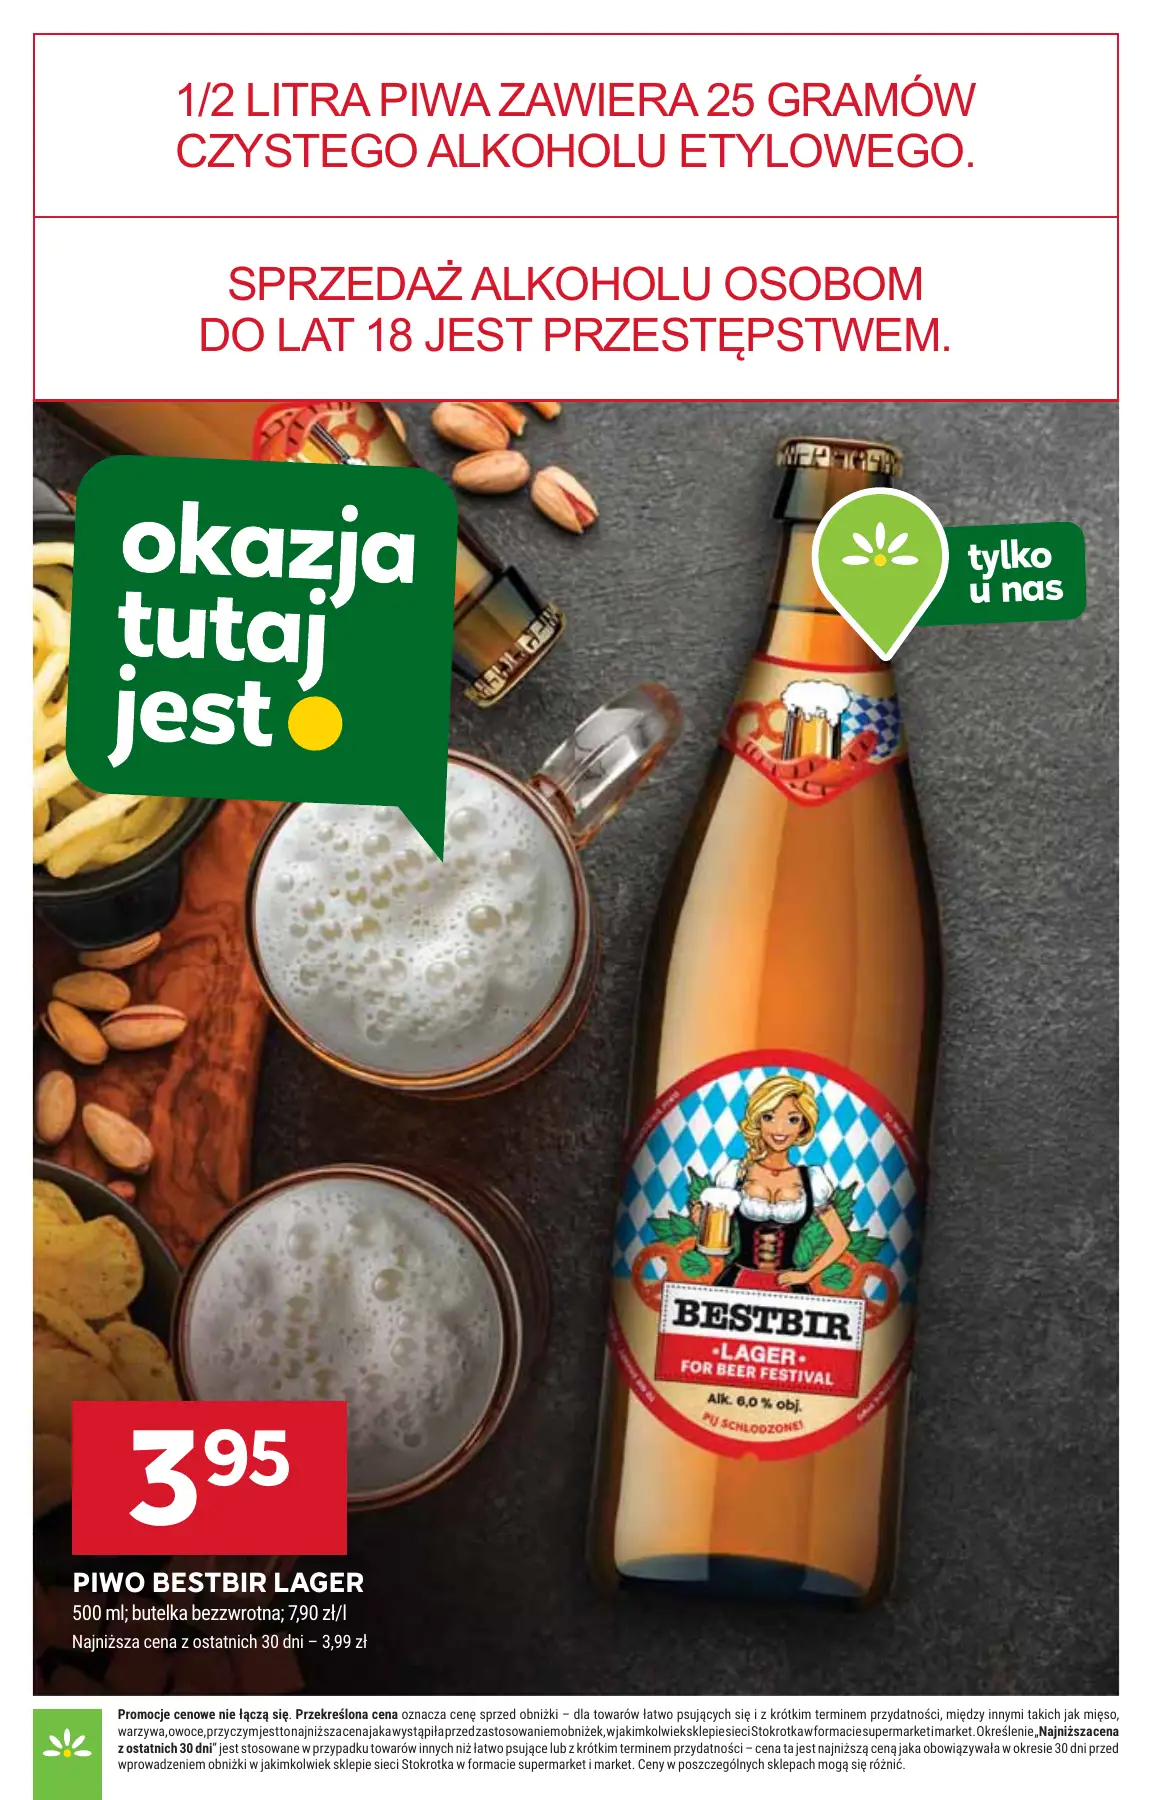 1/2 LITRA PIWA ZAWIERA 25 GRAMÓW
CZYSTEGO ALKOHOLU ETYLOWEGO.
SPRZEDAŻ ALKOHOLU OSOBOM
DO LAT 18 JEST PRZESTĘPSTWEM.
okazja
tutaj
jest
tylko
u nas
BESTBIR
•LAGER•
FOR BEER FESTIVAL
Alk. 6,0 % obj.
PIJ SCHŁODZONE!
3 95
PIWO BESTBIR LAGER
500 ml; butelka bezzwrotna; 7,90 zł/l
Najniższa cena z ostatnich 30 dni – 3,99 zł
Promocje cenowe nie łączą się. Przekreślona cena oznacza cenę sprzed obniżki – dla towarów łatwo psujących się i z krótkim terminem przydatności, między innymi takich jak mięso,
warzywa, owoce, przy czym jest to najniższa cena jaka wystąpiła przed zastosowaniem obniżek, w jakimkolwiek sklepie sieci Stokrotka w formacie supermarket i market. Określenie „Najniższa cena
z ostatnich 30 dni” jest stosowane w przypadku towarów innych niż łatwo psujące lub z krótkim terminem przydatności – cena ta jest najniższą ceną jaka obowiązywała w okresie 30 dni przed
wprowadzeniem obniżki w jakimkolwiek sklepie sieci Stokrotka w formacie supermarket i market. Ceny w poszczególnych sklepach mogą się różnić.